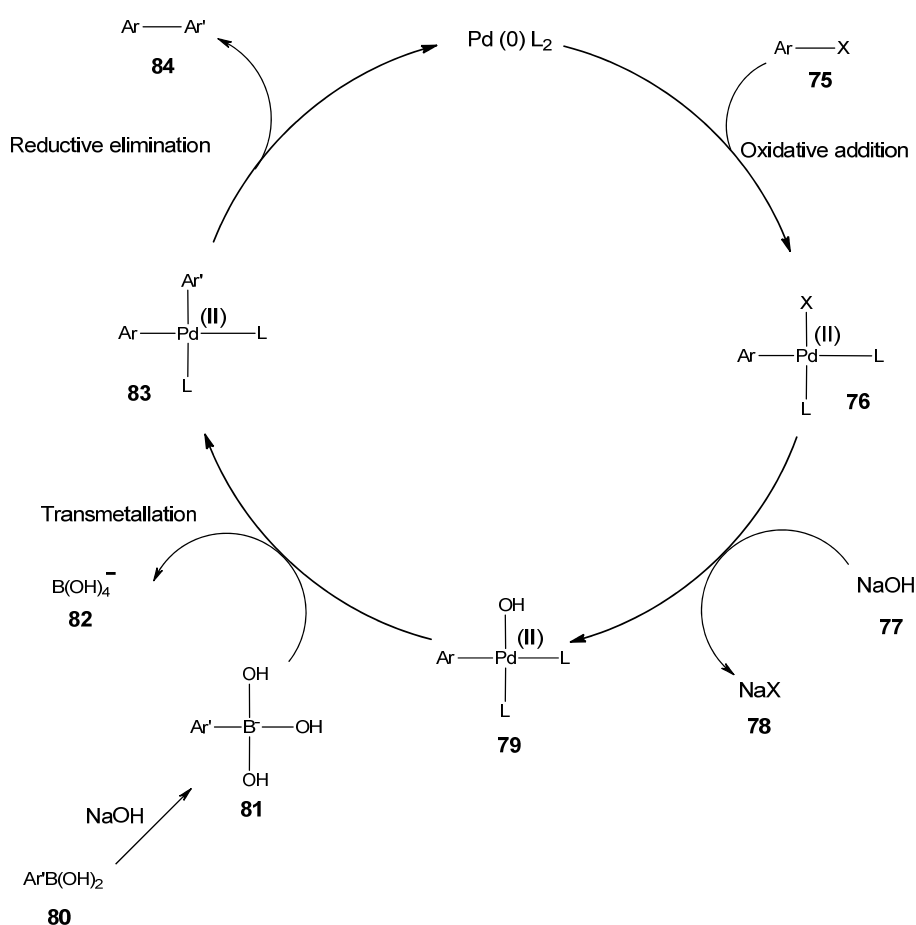 Ar—Ar'
84
Pd (0) L2
Ar—X
75
Reductive elimination
Oxidative addition
Ar'
(II)
Ar—Pd—L
L
83
X
(II)
Ar—Pd—L
L
76
Transmetallation
B(OH)4−
82
NaOH
77
OH
(II)
Ar—Pd—L
L
79
NaX
78
OH
Ar'—B-—OH
OH
81
NaOH
Ar'B(OH)2
80